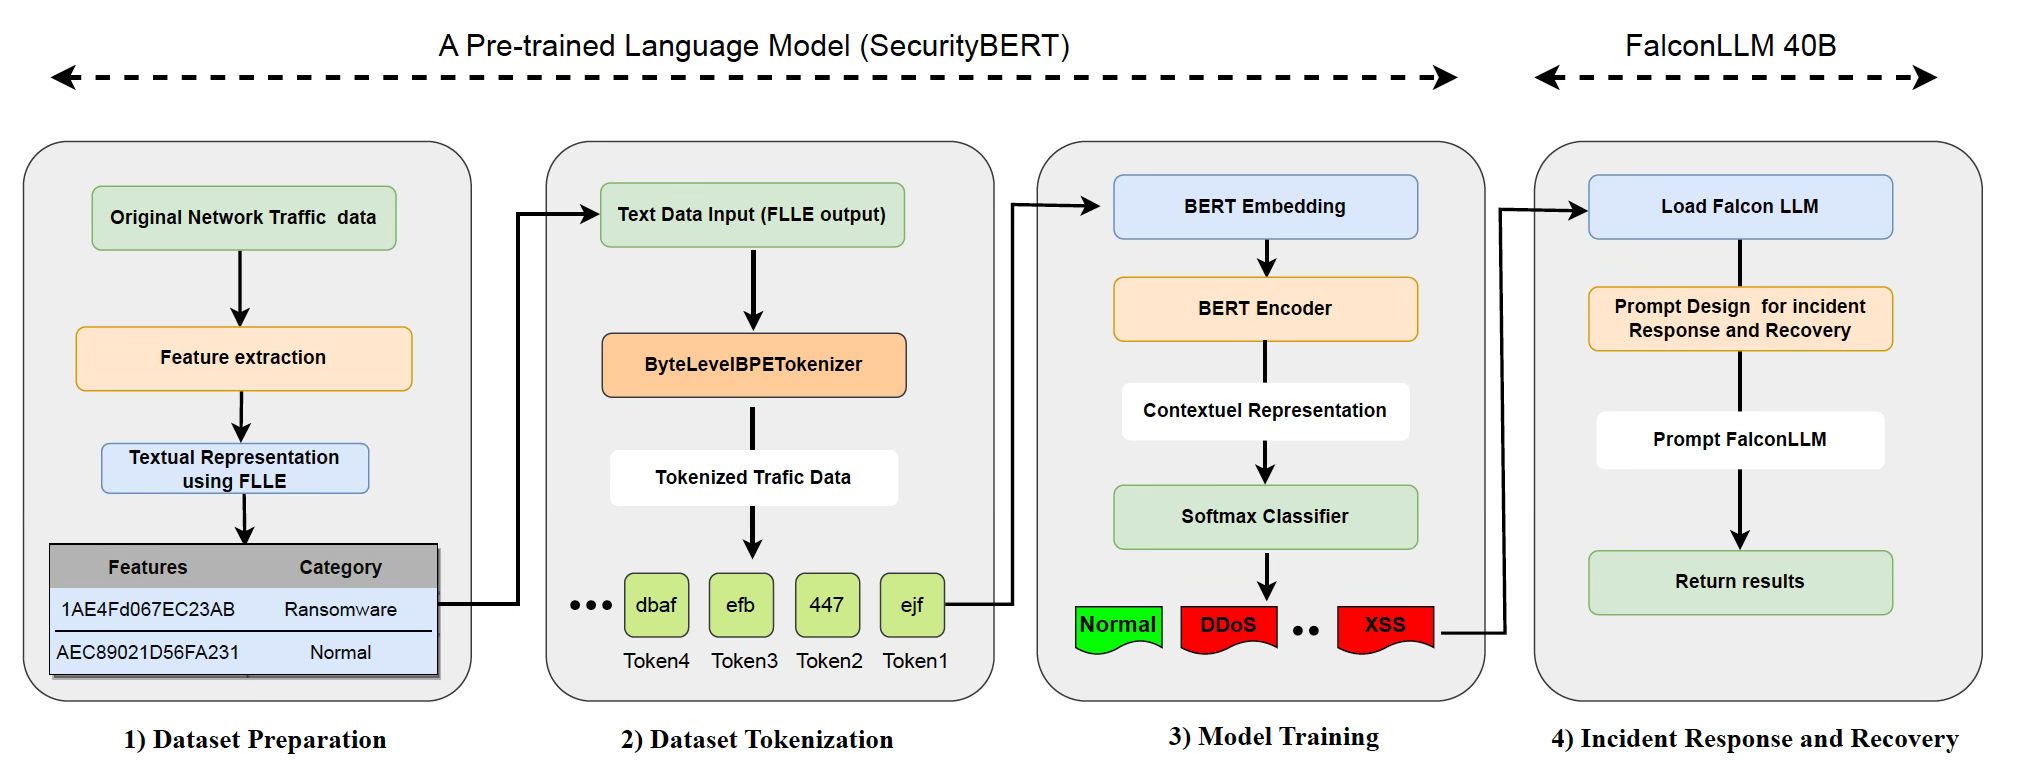 A Pre-trained Language Model (SecurityBERT)
FalconLLM 40B
Original Network Traffic data
Feature extraction
Textual Representation
using FLLE
Features Category
1AE4Fd067EC23AB Ransomware
AEC89021D56FA231 Normal
1) Dataset Preparation
Text Data Input (FLLE output)
ByteLevelBPETokenizer
Tokenized Trafic Data
dbaf efb 447 ejf
Token4 Token3 Token2 Token1
2) Dataset Tokenization
BERT Embedding
BERT Encoder
Contextuel Representation
Softmax Classifier
Normal DDoS XSS
3) Model Training
Load Falcon LLM
Prompt Design for incident
Response and Recovery
Prompt FalconLLM
Return results
4) Incident Response and Recovery